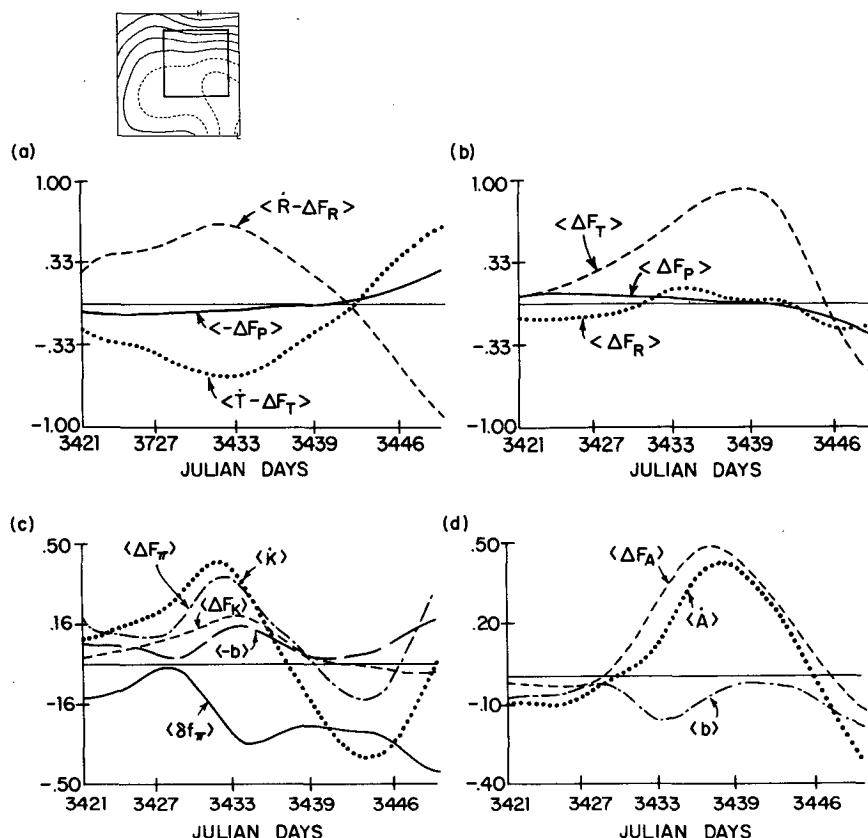 H
L
(a)
1.00
.33
-.33
-1.00
<Ṙ-ΔF_R>
<-ΔF_P>
<Ṫ-ΔF_T>
3421 3727 3433 3439 3446
JULIAN DAYS
(b)
1.00
.33
-.33
-1.00
<ΔF_T>
<ΔF_P>
<ΔF_R>
3421 3427 3433 3439 3446
JULIAN DAYS
(c)
.50
.16
-.16
-.50
<ΔF_π>
<K̇>
<ΔF_K>
<-b>
<δf_π>
3421 3427 3433 3439 3446
JULIAN DAYS
(d)
.50
.20
-.10
-.40
<ΔF_A>
<Ȧ>
<b>
3421 3427 3433 3439 3446
JULIAN DAYS